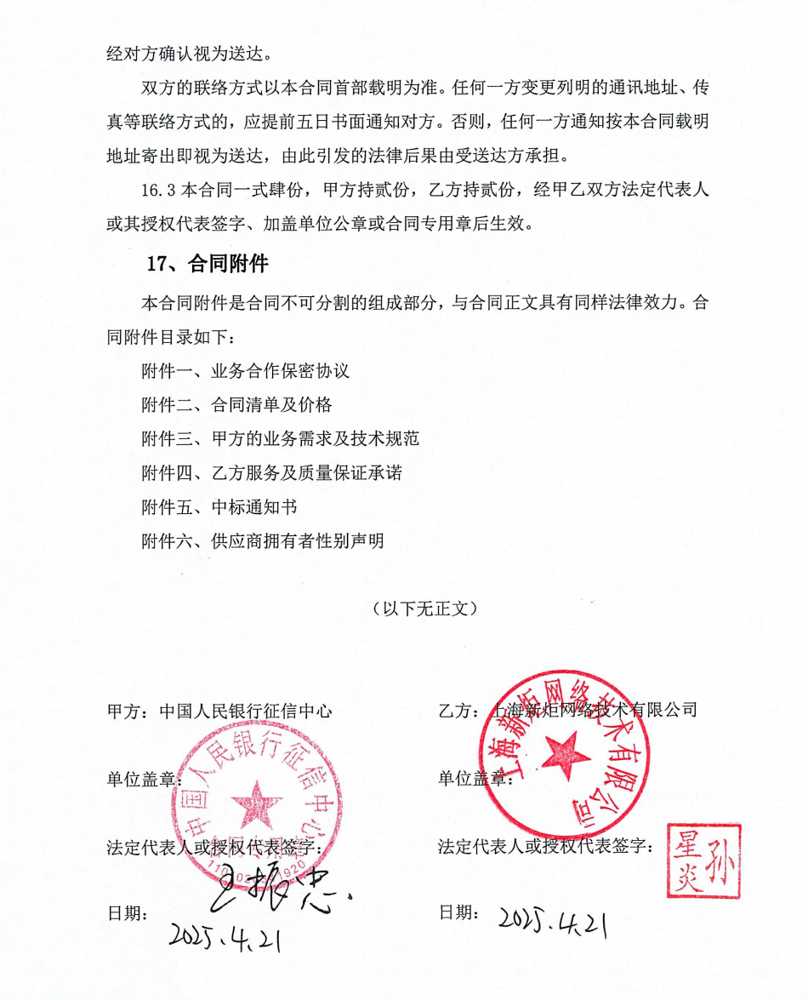 经对方确认视为送达。
双方的联络方式以本合同首部载明为准。任何一方变更列明的通讯地址、传
真等联络方式的，应提前五日书面通知对方。否则，任何一方通知按本合同载明
地址寄出即视为送达，由此引发的法律后果由受送达方承担。
16.3 本合同一式肆份，甲方持贰份，乙方持贰份，经甲乙双方法定代表人
或其授权代表签字、加盖单位公章或合同专用章后生效。
17、合同附件
本合同附件是合同不可分割的组成部分，与合同正文具有同样法律效力。合
同附件目录如下：
附件一、业务合作保密协议
附件二、合同清单及价格
附件三、甲方的业务需求及技术规范
附件四、乙方服务及质量保证承诺
附件五、中标通知书
附件六、供应商拥有者性别声明
（以下无正文）
甲方：中国人民银行征信中心
单位盖章：
中国人民银行征信中心
合同专用章
法定代表人或授权代表签字：
王振忠
日期：
2025.4.21
乙方：上海新炬网络技术有限公司
单位盖章：
上海新炬网络技术有限公司
法定代表人或授权代表签字：
孙星炎
日期：
2025.4.21